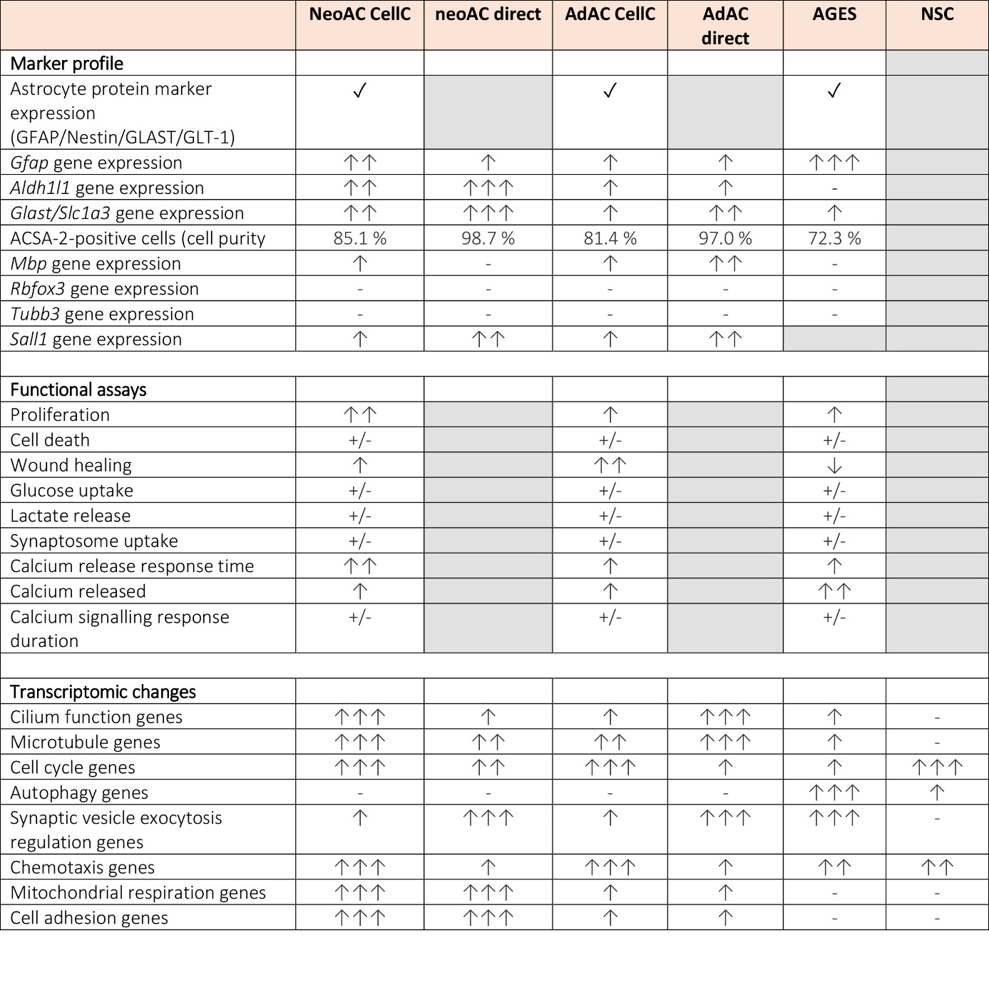 NeoAC CellC neoAC direct AdAC CellC AdAC direct AGES NSC
Marker profile
Astrocyte protein marker expression (GFAP/Nestin/GLAST/GLT-1) ✓ ✓ ✓
Gfap gene expression ↑↑ ↑ ↑ ↑ ↑↑↑
Aldh1l1 gene expression ↑↑ ↑↑↑ ↑ ↑ -
Glast/Slc1a3 gene expression ↑↑ ↑↑↑ ↑ ↑↑ ↑
ACSA-2-positive cells (cell purity 85.1 % 98.7 % 81.4 % 97.0 % 72.3 %
Mbp gene expression ↑ - ↑ ↑↑ -
Rbfox3 gene expression - - - - -
Tubb3 gene expression - - - - -
Sall1 gene expression ↑ ↑↑ ↑ ↑↑
Functional assays
Proliferation ↑↑ ↑ ↑
Cell death +/- +/- +/-
Wound healing ↑ ↑↑ ↓
Glucose uptake +/- +/- +/-
Lactate release +/- +/- +/-
Synaptosome uptake +/- +/- +/-
Calcium release response time ↑↑ ↑ ↑
Calcium released ↑ ↑ ↑↑
Calcium signalling response duration +/- +/- +/-
Transcriptomic changes
Cilium function genes ↑↑↑ ↑ ↑ ↑↑↑ ↑ -
Microtubule genes ↑↑↑ ↑↑ ↑↑ ↑↑↑ ↑ -
Cell cycle genes ↑↑↑ ↑↑ ↑↑↑ ↑ ↑ ↑↑↑
Autophagy genes - - - - ↑↑↑ ↑
Synaptic vesicle exocytosis regulation genes ↑ ↑↑↑ ↑ ↑↑↑ ↑↑↑ -
Chemotaxis genes ↑↑↑ ↑ ↑↑↑ ↑ ↑↑ ↑↑
Mitochondrial respiration genes ↑↑↑ ↑↑↑ ↑ ↑ - -
Cell adhesion genes ↑↑↑ ↑↑↑ ↑ ↑ - -